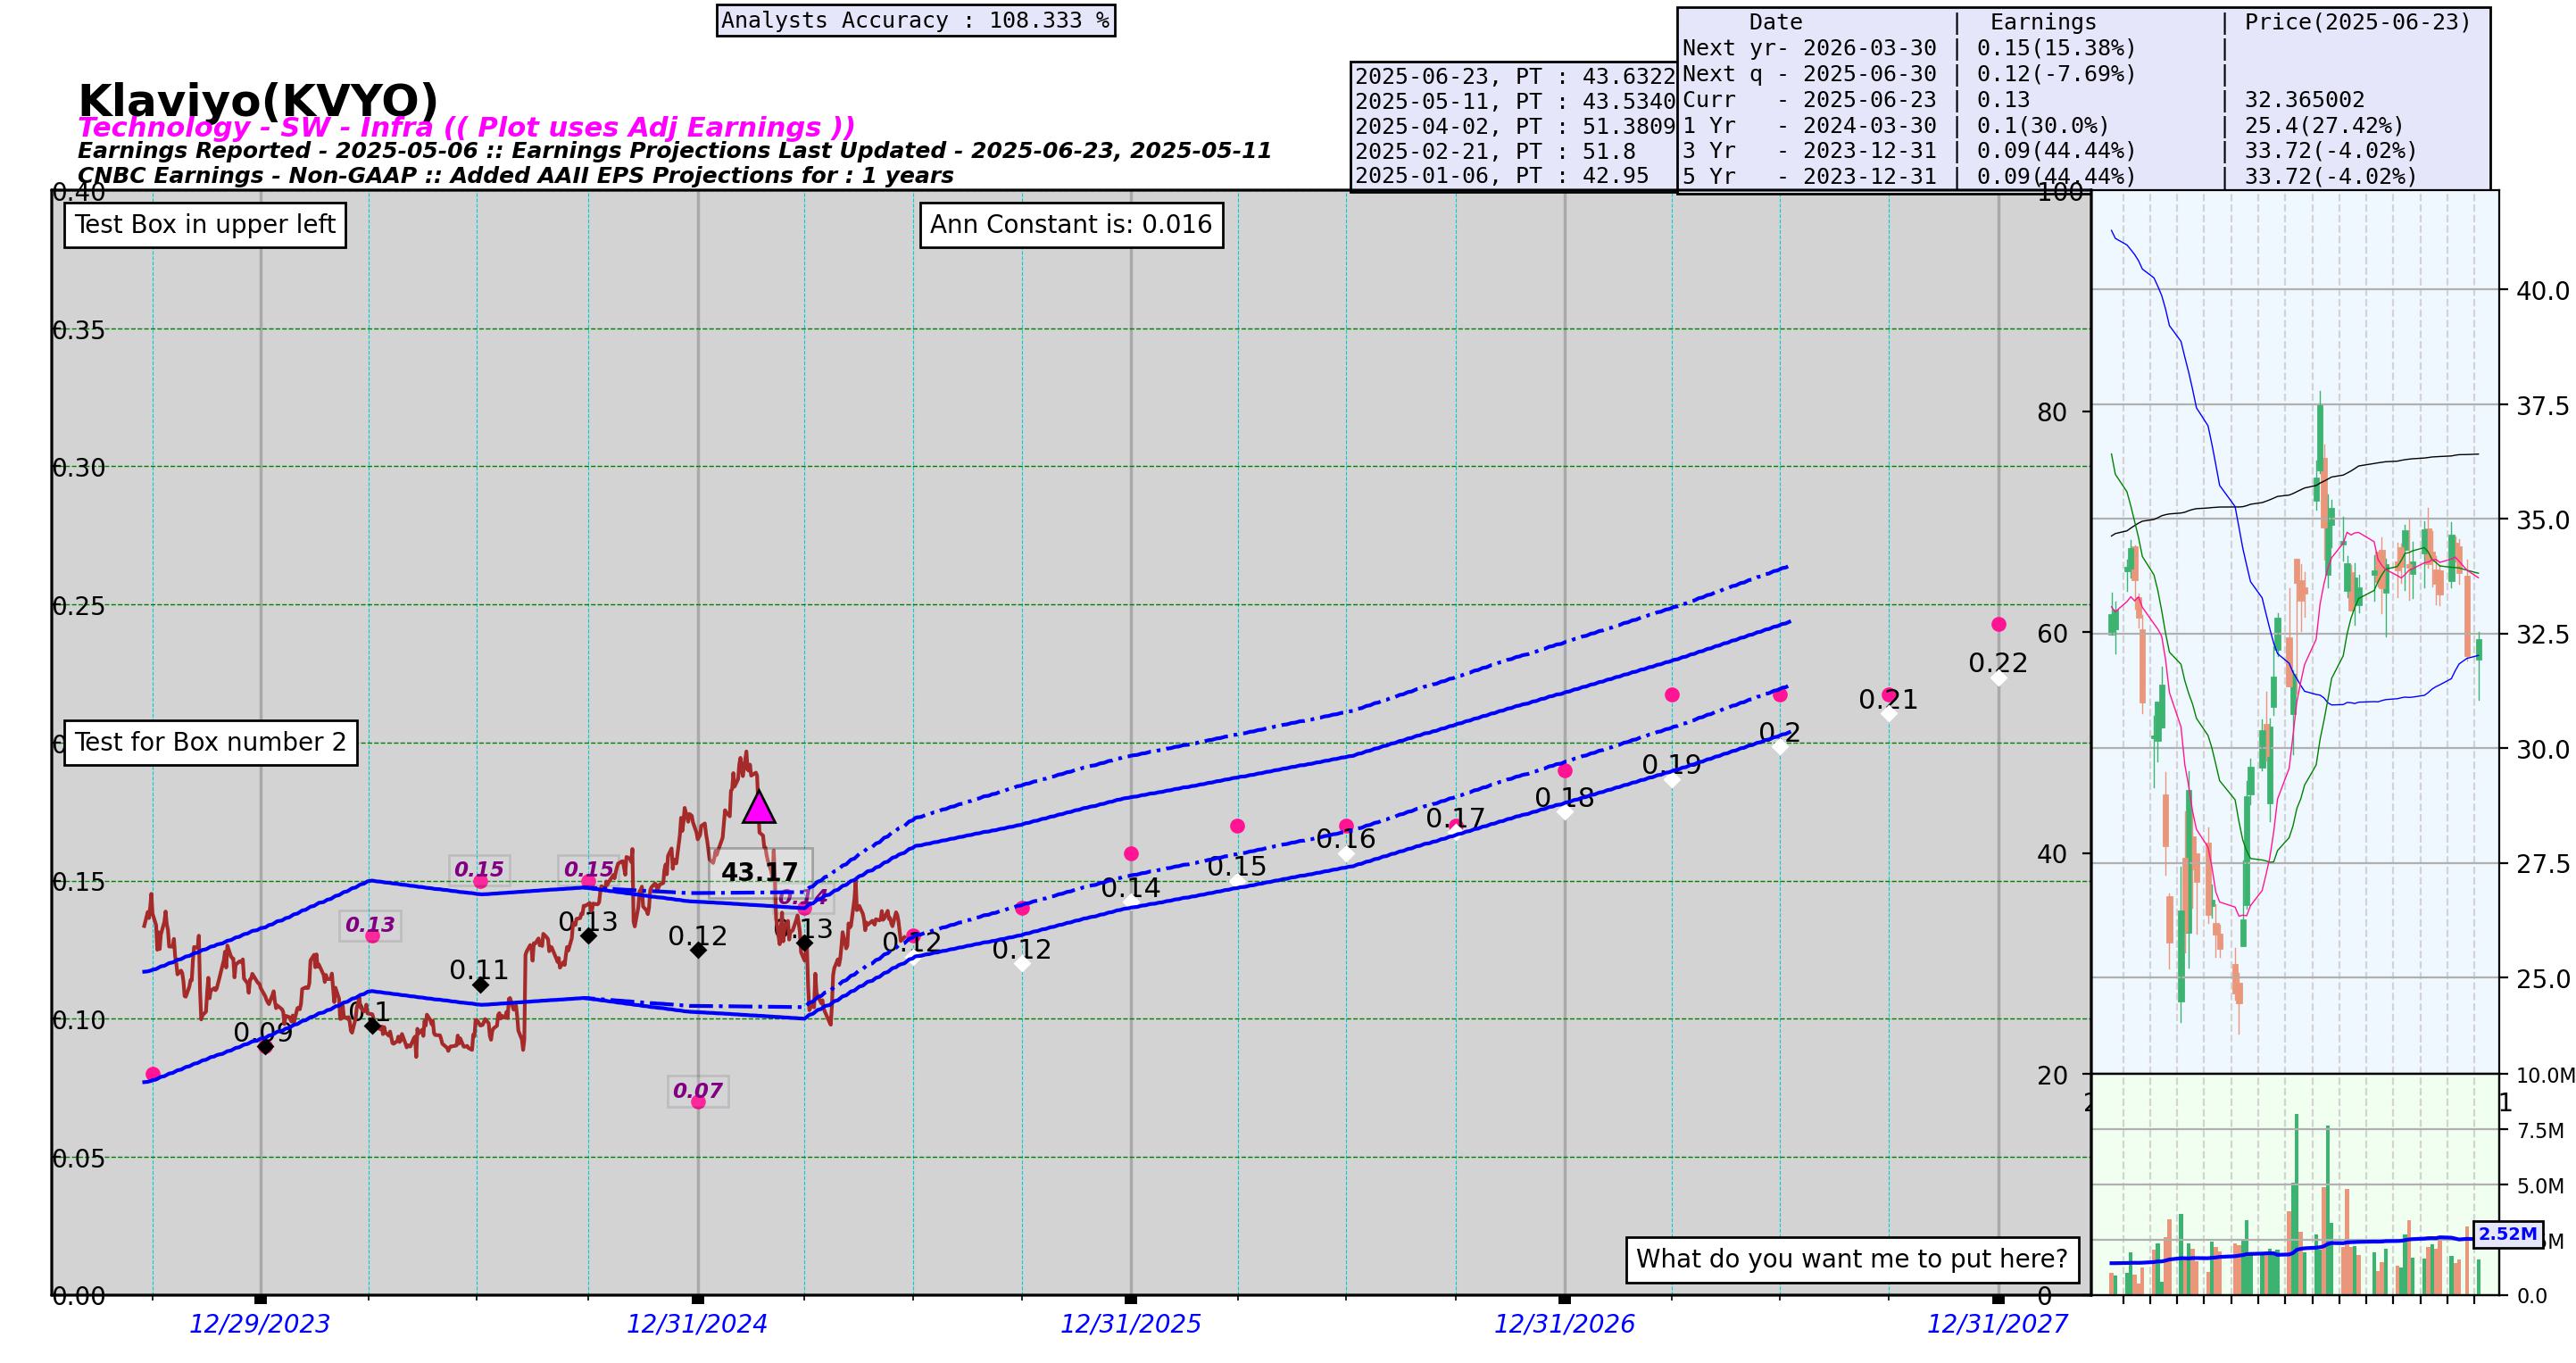 Analysts Accuracy : 108.333 %
Date | Earnings | Price(2025-06-23)
Next yr- 2026-03-30 | 0.15(15.38%) |
Next q - 2025-06-30 | 0.12(-7.69%) |
Curr - 2025-06-23 | 0.13 | 32.365002
1 Yr - 2024-03-30 | 0.1(30.0%) | 25.4(27.42%)
3 Yr - 2023-12-31 | 0.09(44.44%) | 33.72(-4.02%)
5 Yr - 2023-12-31 | 0.09(44.44%) | 33.72(-4.02%)
2025-06-23, PT : 43.6322
2025-05-11, PT : 43.5340
2025-04-02, PT : 51.3809
2025-02-21, PT : 51.8
2025-01-06, PT : 42.95
Klaviyo(KVYO)
Technology - SW - Infra (( Plot uses Adj Earnings ))
Earnings Reported - 2025-05-06 :: Earnings Projections Last Updated - 2025-06-23, 2025-05-11
CNBC Earnings - Non-GAAP :: Added AAII EPS Projections for : 1 years
0.40
0.35
0.30
0.25
0.15
0.10
0.05
0.00
Test Box in upper left
Ann Constant is: 0.016
Test for Box number 2
What do you want me to put here?
43.17
0.13
0.15
0.15
0.07
0.14
0.09
0.1
0.11
0.13
0.12
0.13
0.12
0.12
0.14
0.15
0.16
0.17
0.18
0.19
0.2
0.21
0.22
100
80
60
40
20
0
40.0
37.5
35.0
32.5
30.0
27.5
25.0
10.0M
7.5M
5.0M
2.52M
0.0
12/29/2023
12/31/2024
12/31/2025
12/31/2026
12/31/2027